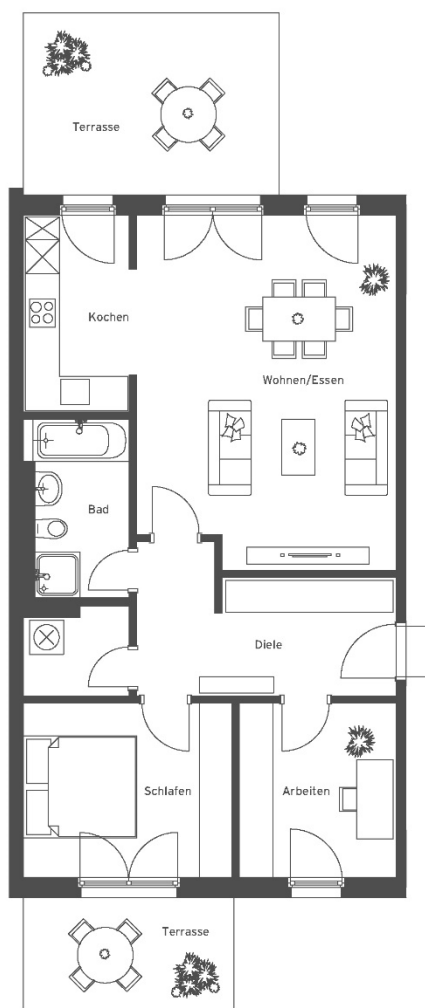 Terrasse
Kochen
Wohnen/Essen
Bad
Diele
Schlafen
Arbeiten
Terrasse